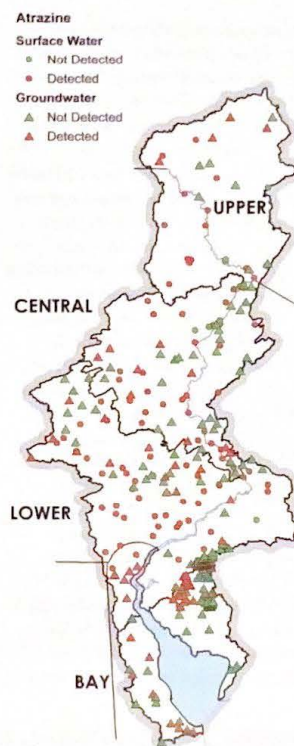 Atrazine
Surface Water
Not Detected
Detected
Groundwater
Not Detected
Detected
UPPER
CENTRAL
LOWER
BAY